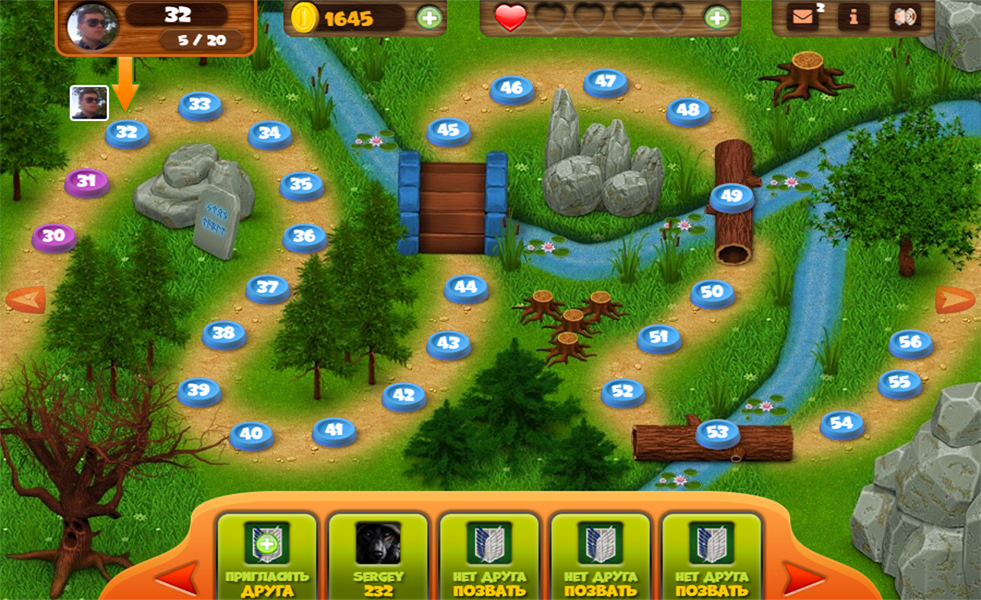 32
5 / 20
1645
2
i
33
32
34
31
35
30
36
37
38
39
40
41
42
43
44
45
46
47
48
49
50
51
52
53
54
55
56
ПРИГЛАСИТЬ
ДРУГА
SERGEY
232
НЕТ ДРУГА
ПОЗВАТЬ
НЕТ ДРУГА
ПОЗВАТЬ
НЕТ ДРУГА
ПОЗВАТЬ